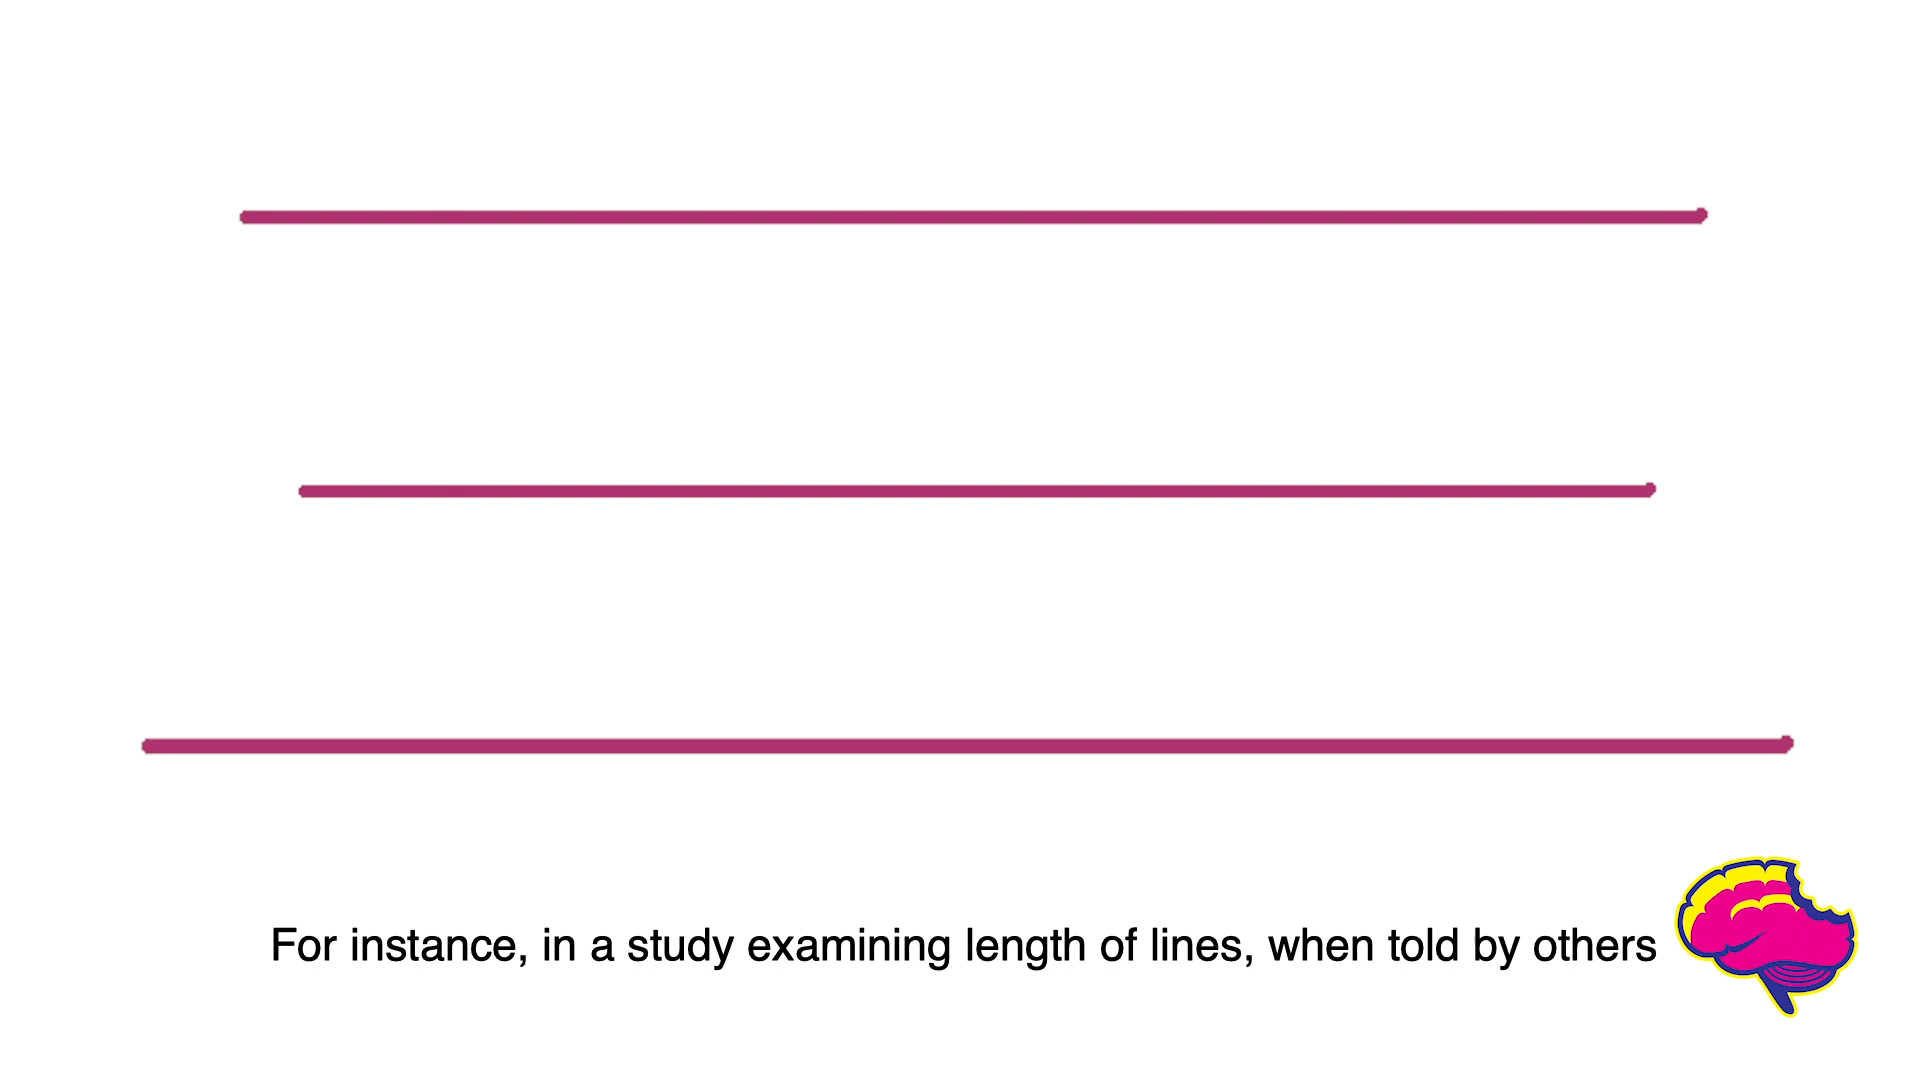 For instance, in a study examining length of lines, when told by others